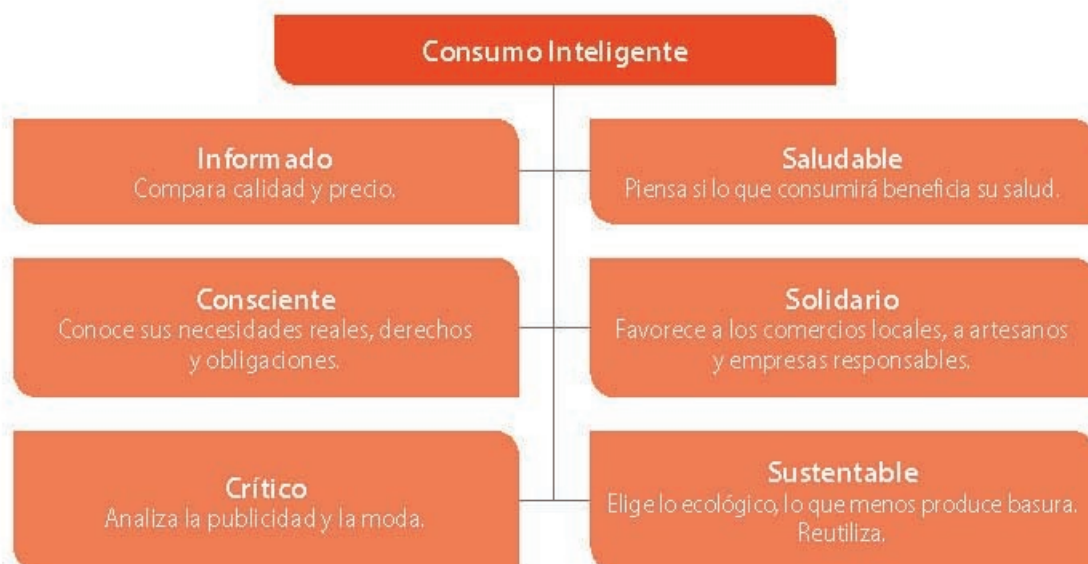 Consumo Inteligente
Informado
Compara calidad y precio.
Saludable
Piensa si lo que consumirá beneficia su salud.
Consciente
Conoce sus necesidades reales, derechos
y obligaciones.
Solidario
Favorece a los comercios locales, a artesanos
y empresas responsables.
Crítico
Analiza la publicidad y la moda.
Sustentable
Elige lo ecológico, lo que menos produce basura.
Reutiliza.